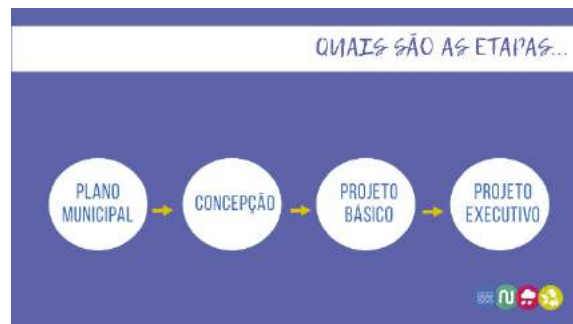 QUAIS SÃO AS ETAPAS...
PLANO
MUNICIPAL
CONCEPÇÃO
PROJETO
BÁSICO
PROJETO
EXECUTIVO